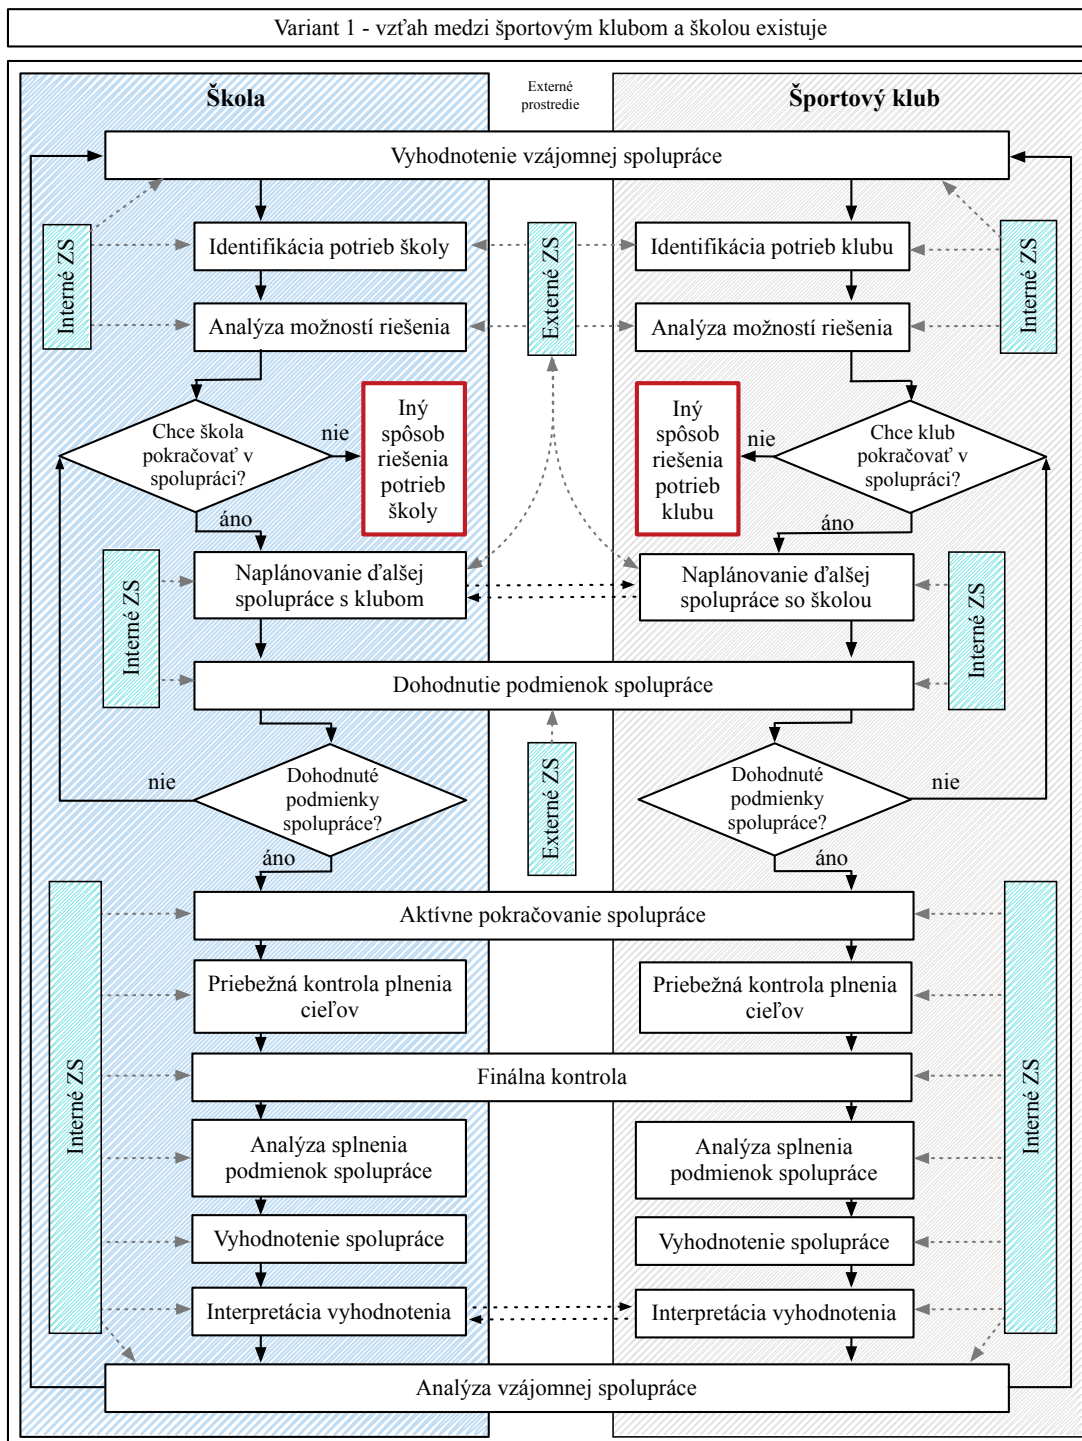 Variant 1 - vzťah medzi športovým klubom a školou existuje
Škola
Externé
prostredie
Športový klub
Vyhodnotenie vzájomnej spolupráce
Interné ZS
Identifikácia potrieb školy
Externé ZS
Identifikácia potrieb klubu
Interné ZS
Analýza možností riešenia
Analýza možností riešenia
Chce škola
pokračovať v
spolupráci?
nie
Iný
spôsob
riešenia
potrieb
školy
Iný
spôsob
riešenia
potrieb
klubu
nie
Chce klub
pokračovať v
spolupráci?
áno
áno
Interné ZS
Naplánovanie ďalšej
spolupráce s klubom
Naplánovanie ďalšej
spolupráce so školou
Interné ZS
Dohodnutie podmienok spolupráce
nie
Dohodnuté
podmienky
spolupráce?
Externé ZS
Dohodnuté
podmienky
spolupráce?
nie
áno
áno
Interné ZS
Aktívne pokračovanie spolupráce
Interné ZS
Priebežná kontrola plnenia
cieľov
Priebežná kontrola plnenia
cieľov
Finálna kontrola
Analýza splnenia
podmienok spolupráce
Analýza splnenia
podmienok spolupráce
Vyhodnotenie spolupráce
Vyhodnotenie spolupráce
Interpretácia vyhodnotenia
Interpretácia vyhodnotenia
Analýza vzájomnej spolupráce